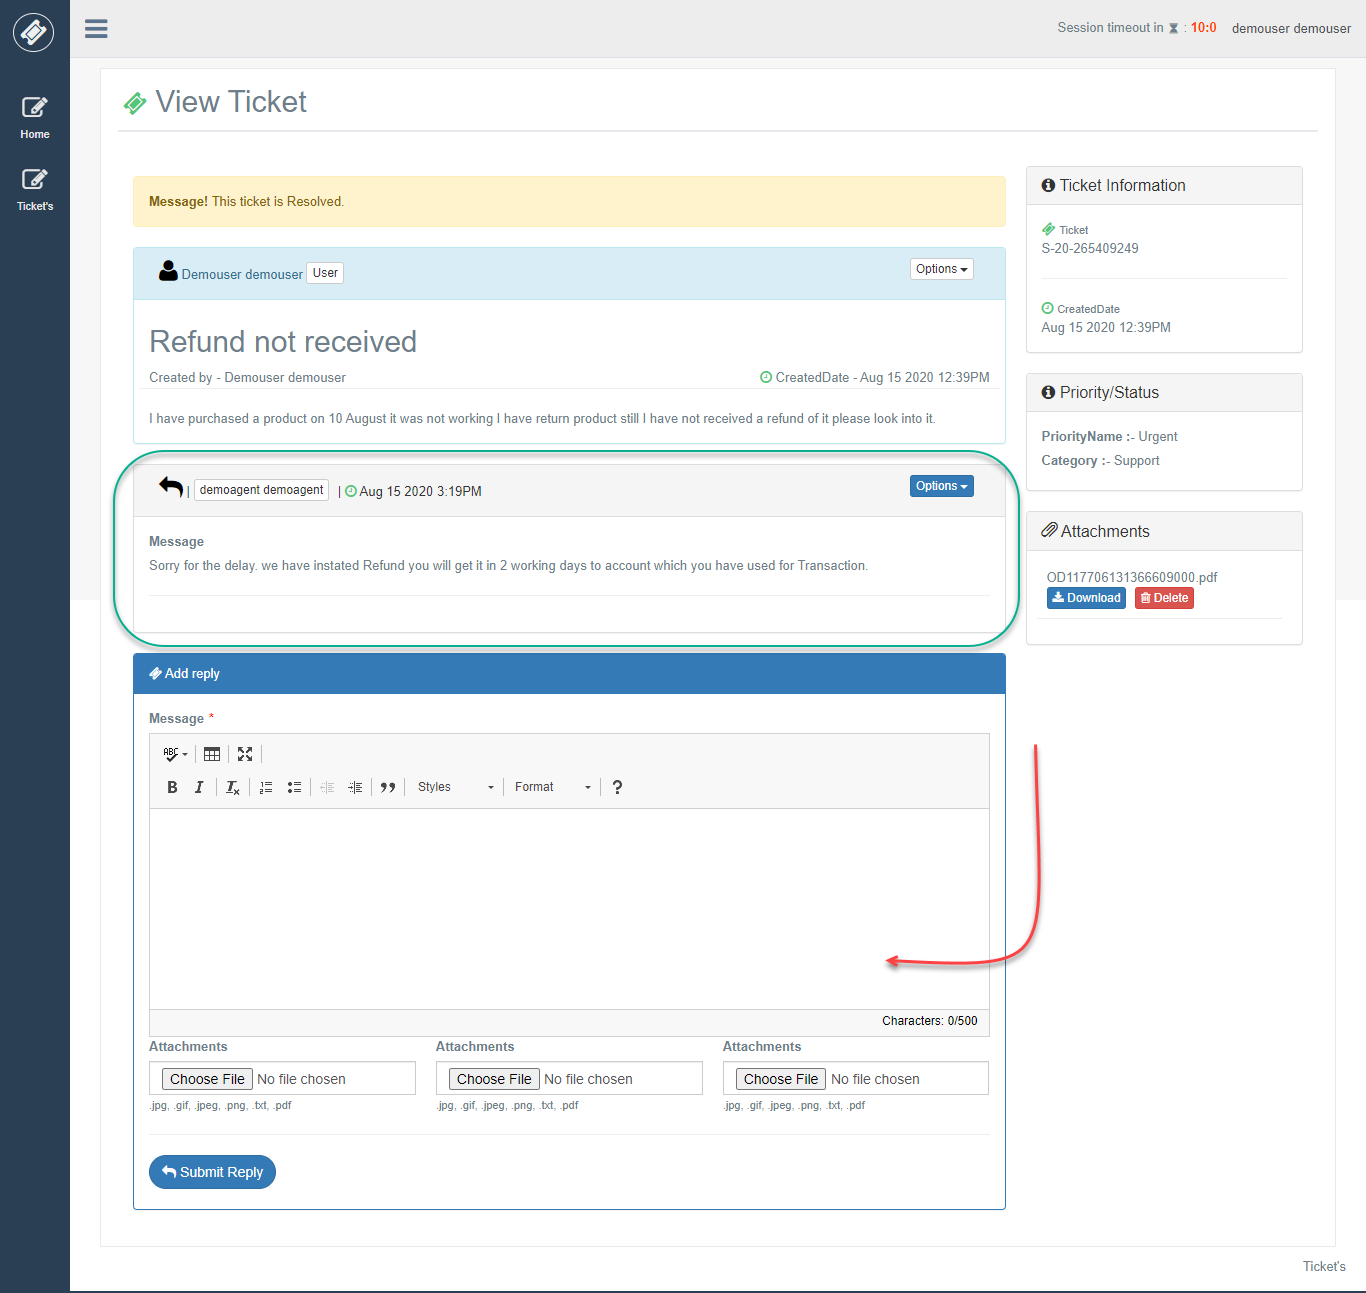 Session timeout in : 10:0 demouser demouser
Home
Ticket's
View Ticket
Message! This ticket is Resolved.
Demouser demouser User Options
Refund not received
Created by - Demouser demouser CreatedDate - Aug 15 2020 12:39PM
I have purchased a product on 10 August it was not working I have return product still I have not received a refund of it please look into it.
| demoagent demoagent | Aug 15 2020 3:19PM Options
Message
Sorry for the delay. we have instated Refund you will get it in 2 working days to account which you have used for Transaction.
Add reply
Message *
ABC
B I Tx Styles Format ?
Characters: 0/500
Attachments Attachments Attachments
Choose File No file chosen Choose File No file chosen Choose File No file chosen
.jpg, .gif, .jpeg, .png, .txt, .pdf .jpg, .gif, .jpeg, .png, .txt, .pdf .jpg, .gif, .jpeg, .png, .txt, .pdf
Submit Reply
Ticket Information
Ticket
S-20-265409249
CreatedDate
Aug 15 2020 12:39PM
Priority/Status
PriorityName :- Urgent
Category :- Support
Attachments
OD117706131366609000.pdf
Download Delete
Ticket's